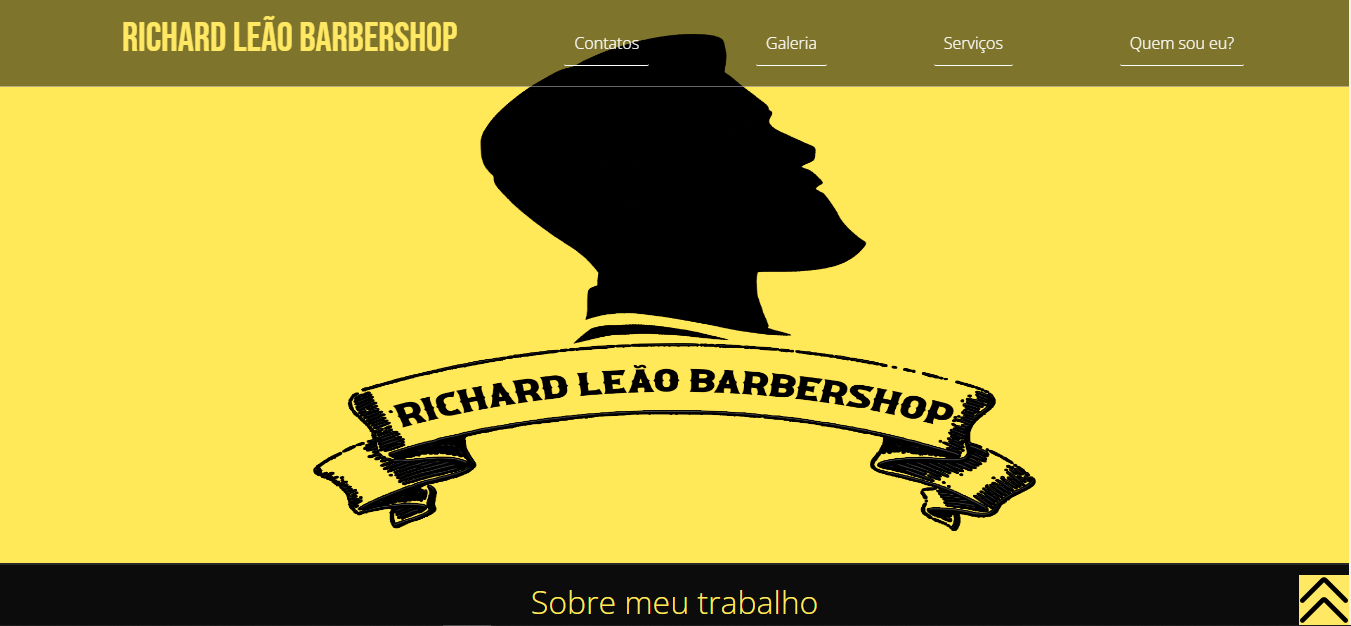 RICHARD LEÃO BARBERSHOP
Contatos
Galeria
Serviços
Quem sou eu?
RICHARD LEÃO BARBERSHOP
Sobre meu trabalho